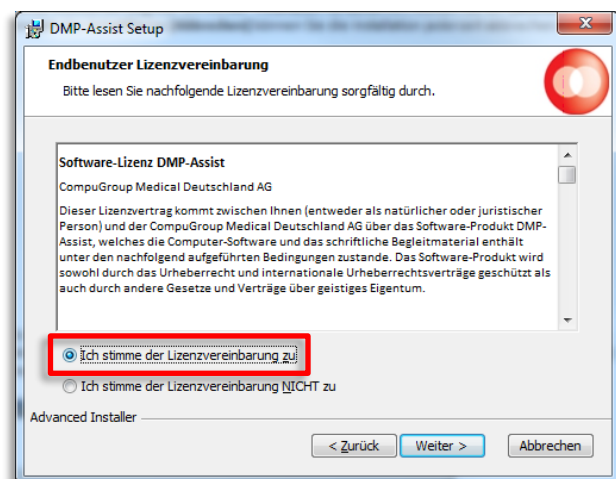 DMP-Assist Setup
Endbenutzer Lizenzvereinbarung
Bitte lesen Sie nachfolgende Lizenzvereinbarung sorgfältig durch.
Software-Lizenz DMP-Assist
CompuGroup Medical Deutschland AG
Dieser Lizenzvertrag kommt zwischen Ihnen (entweder als natürlicher oder juristischer
Person) und der CompuGroup Medical Deutschland AG über das Software-Produkt DMP-
Assist, welches die Computer-Software und das schriftliche Begleitmaterial enthält
unter den nachfolgend aufgeführten Bedingungen zustande. Das Software-Produkt wird
sowohl durch das Urheberrecht und internationale Urheberrechtsverträge geschützt als
auch durch andere Gesetze und Verträge über geistiges Eigentum.
Ich stimme der Lizenzvereinbarung zu
Ich stimme der Lizenzvereinbarung NICHT zu
Advanced Installer
< Zurück Weiter > Abbrechen